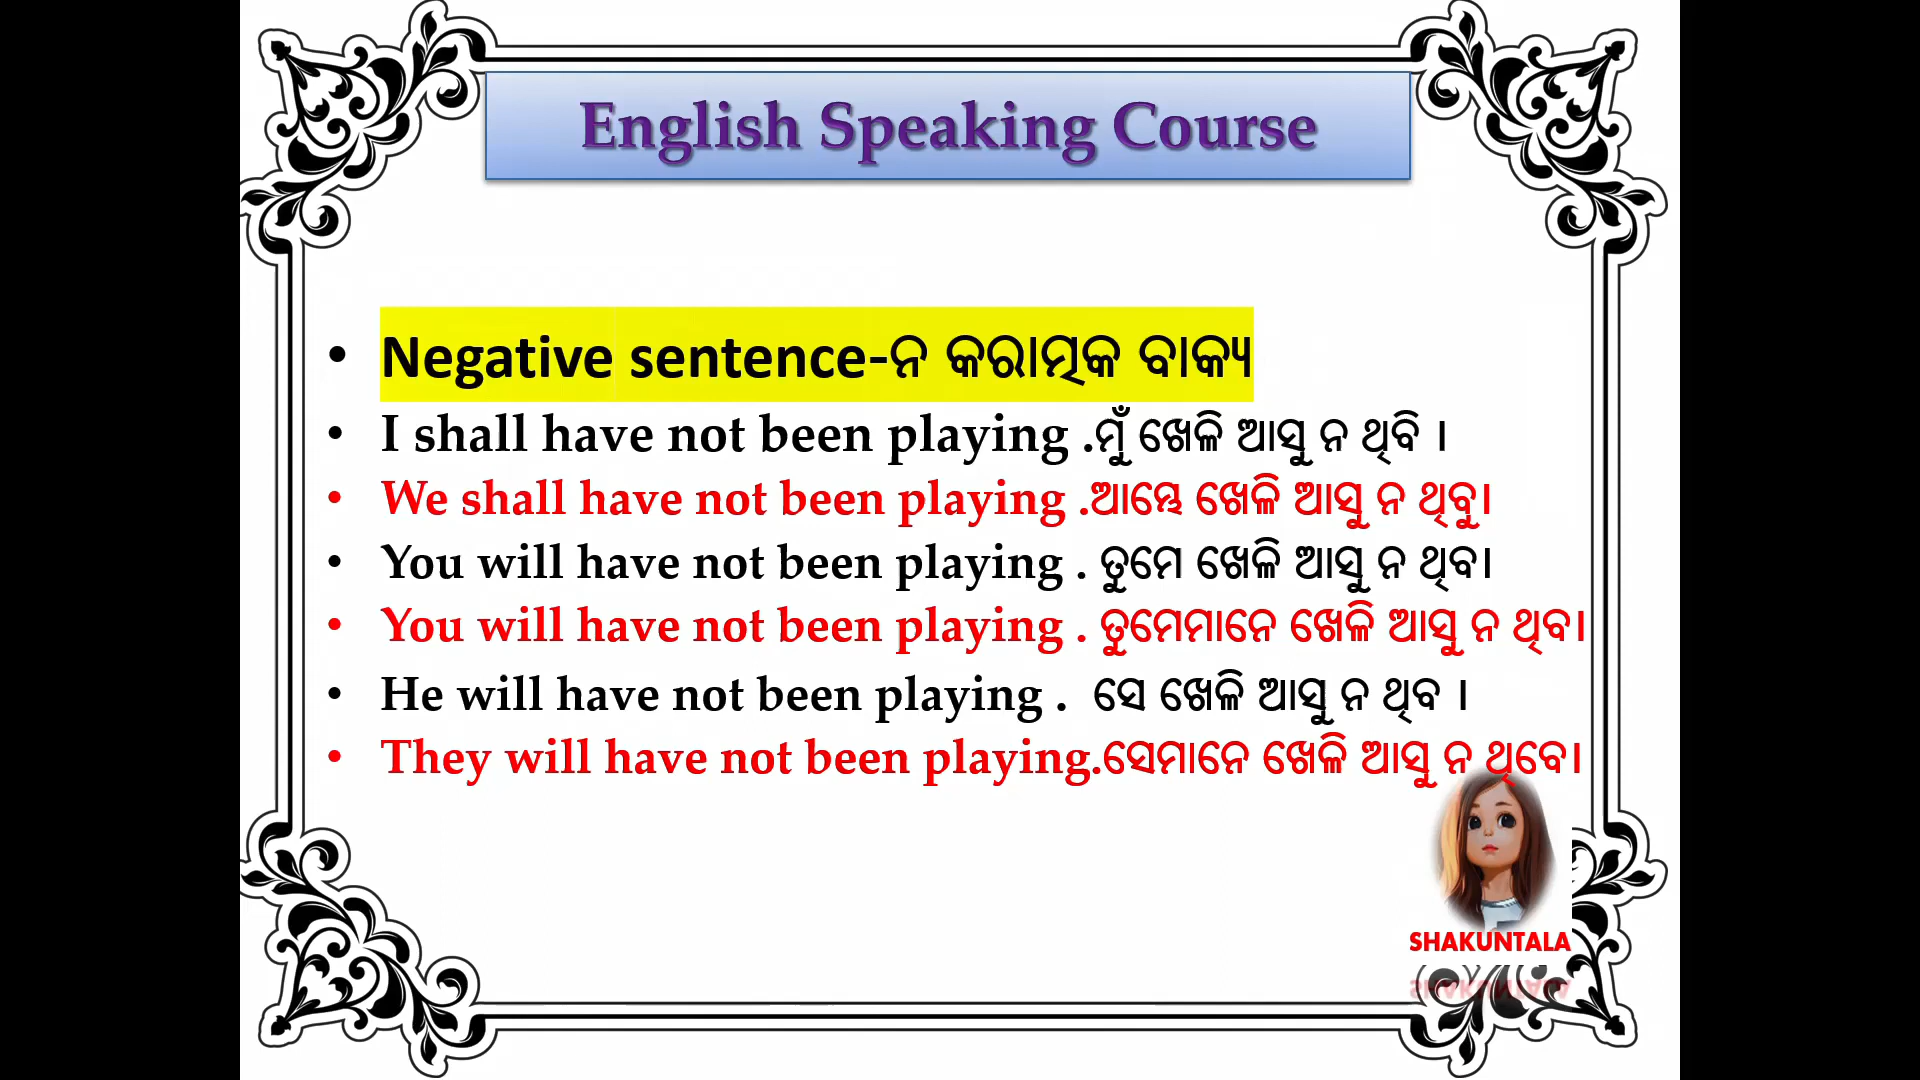 English Speaking Course
• Negative sentence-ନ କରାତ୍ମକ ବାକ୍ୟ
• I shall have not been playing .ମୁଁ ଖେଳି ଆସୁ ନ ଥିବି ।
• We shall have not been playing .ଆମ୍ଭେ ଖେଳି ଆସୁ ନ ଥିବୁ।
• You will have not been playing . ତୁମେ ଖେଳି ଆସୁ ନ ଥିବ।
• You will have not been playing . ତୁମେମାନେ ଖେଳି ଆସୁ ନ ଥିବ।
• He will have not been playing .  ସେ ଖେଳି ଆସୁ ନ ଥିବ ।
• They will have not been playing.ସେମାନେ ଖେଳି ଆସୁ ନ ଥିବେ।
SHAKUNTALA